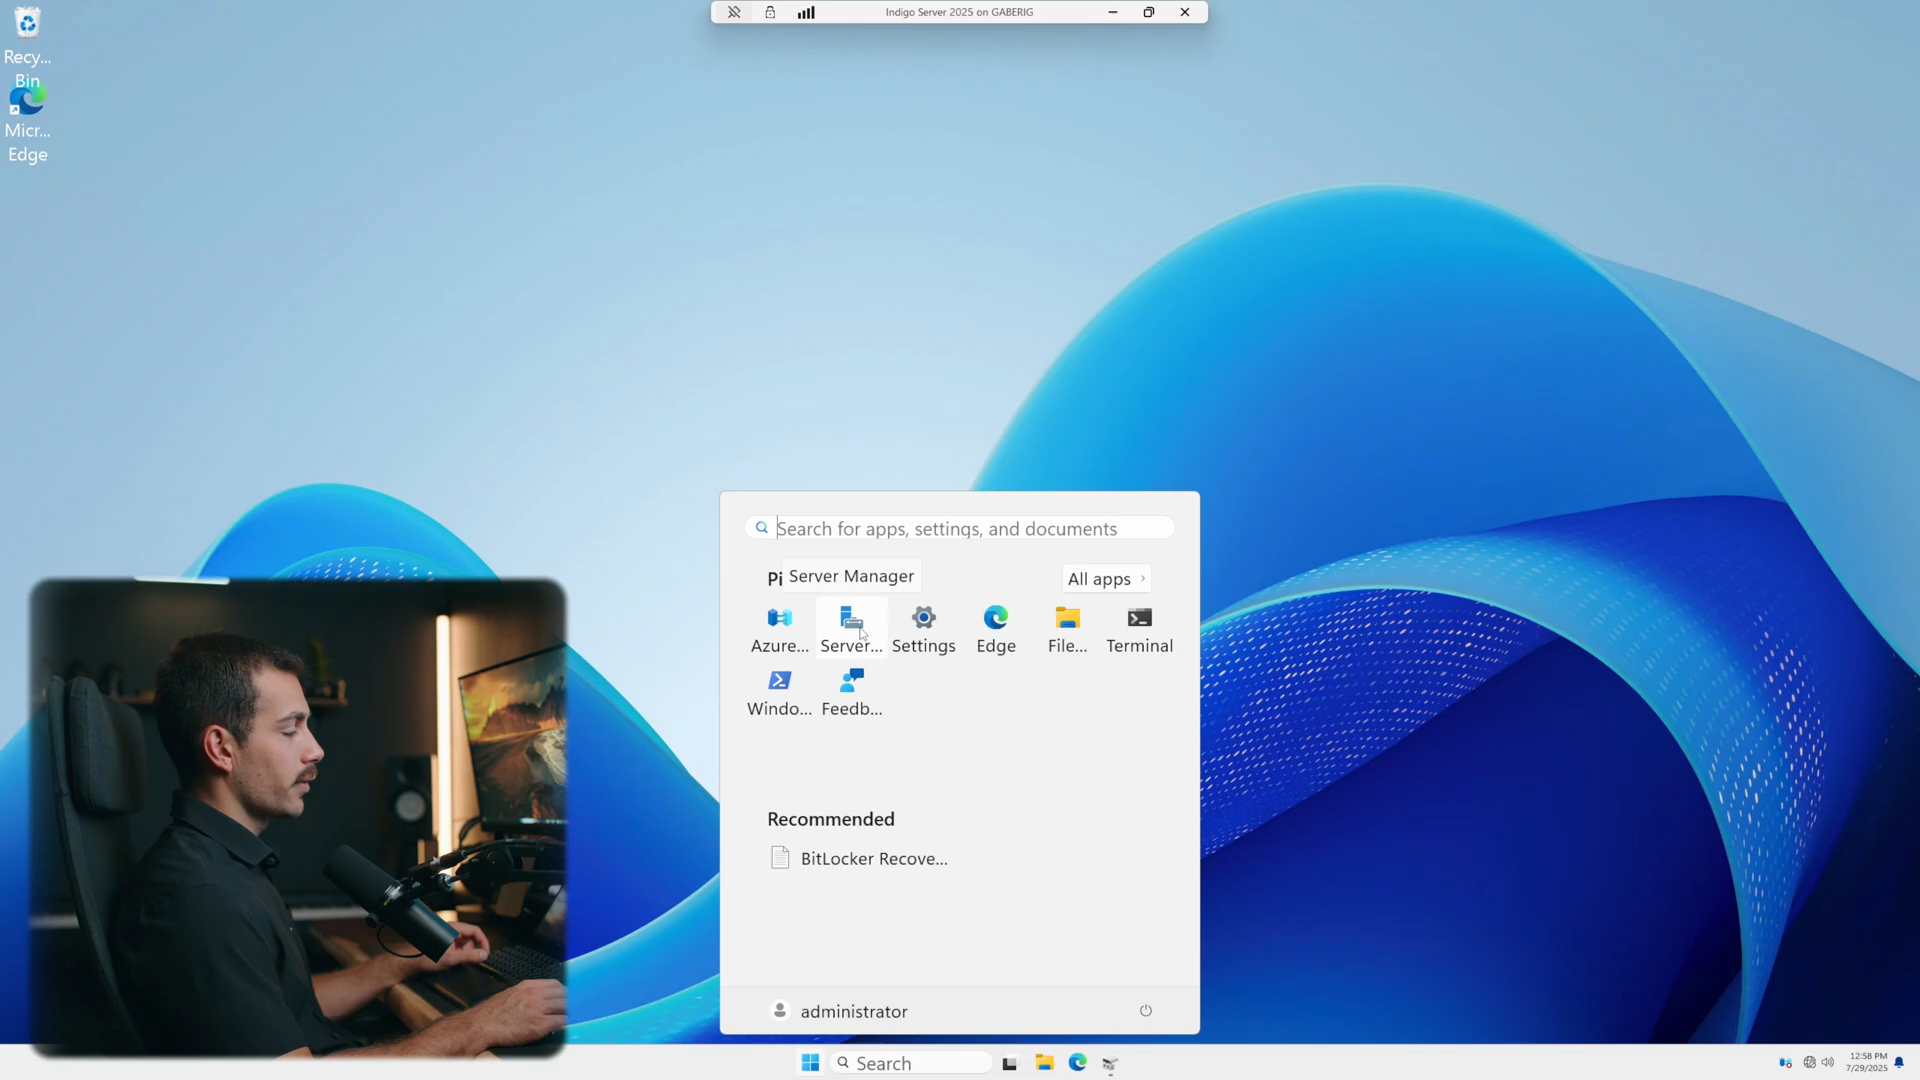 Indigo Server 2025 on GABERIG
Recy...
Bin
Micr...
Edge
Search for apps, settings, and documents
Pi
Server Manager
All apps
Azure...
Server...
Settings
Edge
File...
Terminal
Windo...
Feedb...
Recommended
BitLocker Recove...
administrator
Search
12:58 PM
7/29/2025